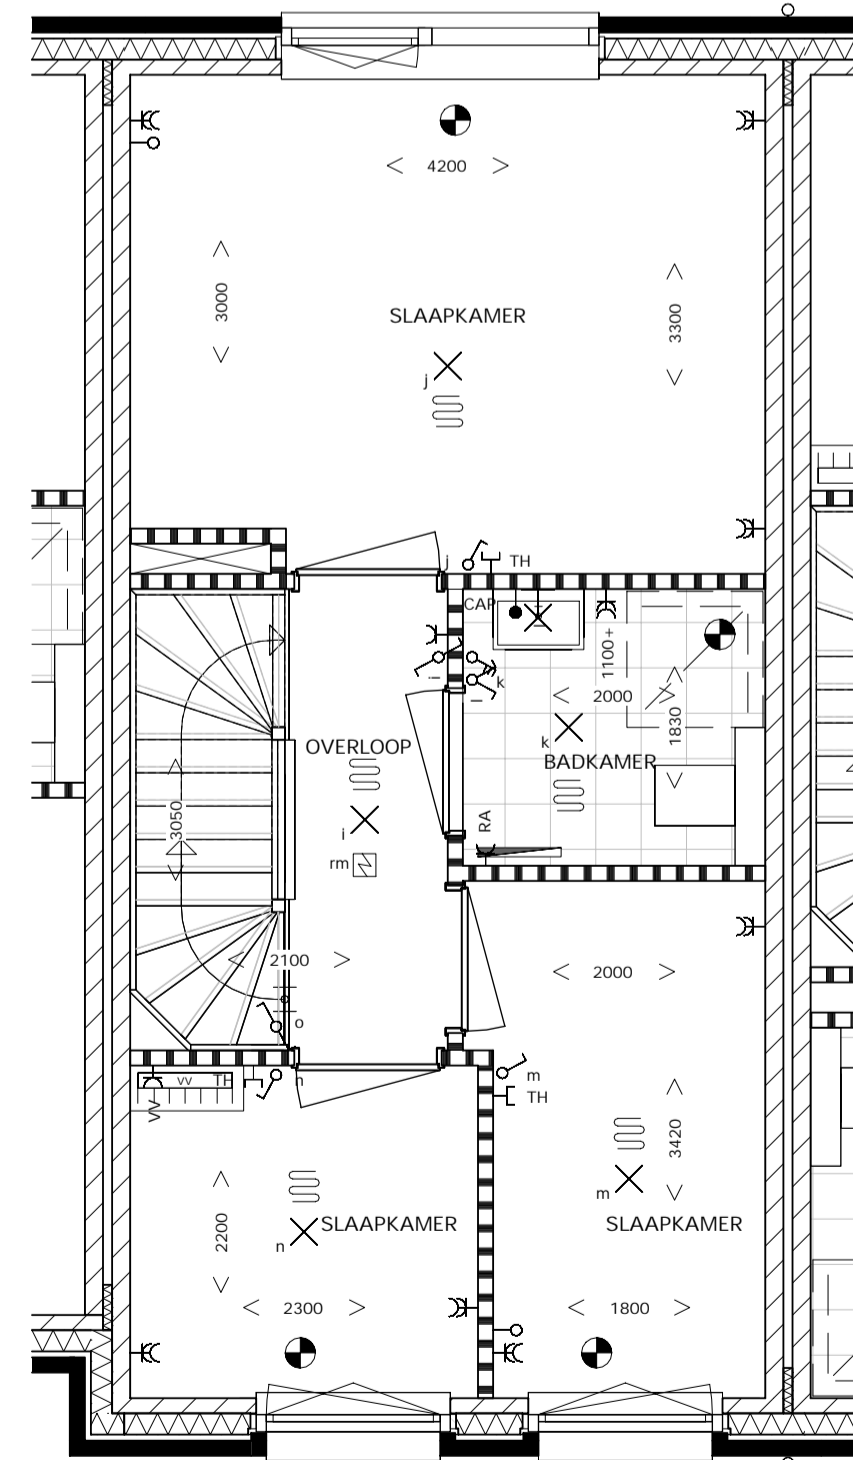 4200
3000
3300
SLAAPKAMER
j
j
TH
CAP
1100+
k
2000
1830
k
BADKAMER
OVERLOOP
3050
i
rm
RA
2100
2000
o
vv
TH
n
VV
m
TH
3420
m
SLAAPKAMER
SLAAPKAMER
n
2200
2300
1800